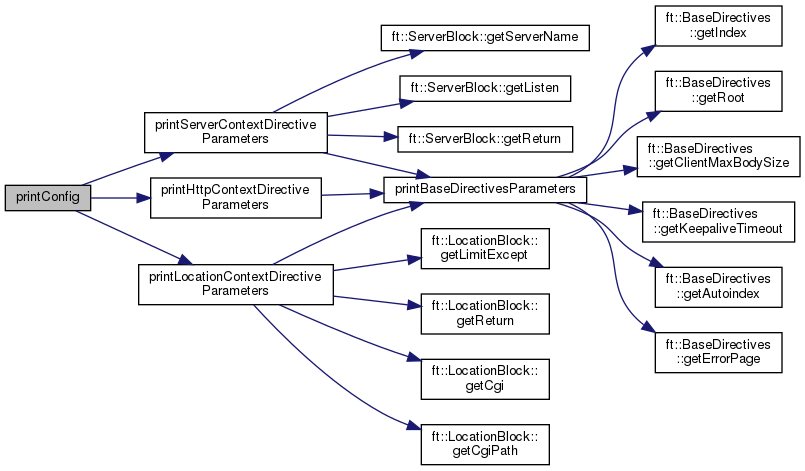 printConfig
printServerContextDirective
Parameters
printHttpContextDirective
Parameters
printLocationContextDirective
Parameters
ft::ServerBlock::getServerName
ft::ServerBlock::getListen
ft::ServerBlock::getReturn
printBaseDirectivesParameters
ft::LocationBlock::
getLimitExcept
ft::LocationBlock::
getReturn
ft::LocationBlock::
getCgi
ft::LocationBlock::
getCgiPath
ft::BaseDirectives
::getIndex
ft::BaseDirectives
::getRoot
ft::BaseDirectives
::getClientMaxBodySize
ft::BaseDirectives
::getKeepaliveTimeout
ft::BaseDirectives
::getAutoindex
ft::BaseDirectives
::getErrorPage